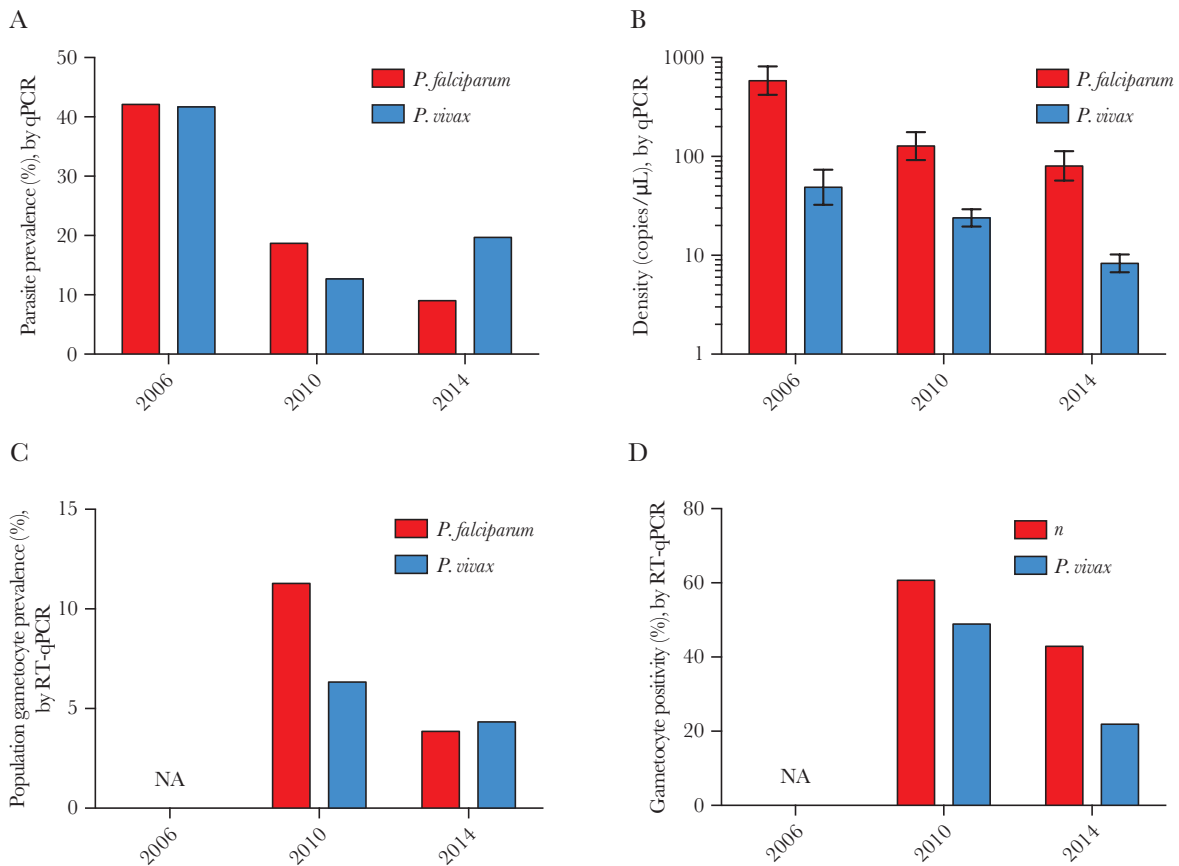 A
Parasite prevalence (%), by qPCR
50
40
30
20
10
0
P. falciparum
P. vivax
2006
2010
2014
B
Density (copies/µL), by qPCR
1000
100
10
1
P. falciparum
P. vivax
2006
2010
2014
C
Population gametocyte prevalence (%),
by RT-qPCR
15
10
5
0
P. falciparum
P. vivax
NA
2006
2010
2014
D
Gametocyte positivity (%), by RT-qPCR
80
60
40
20
0
n
P. vivax
NA
2006
2010
2014